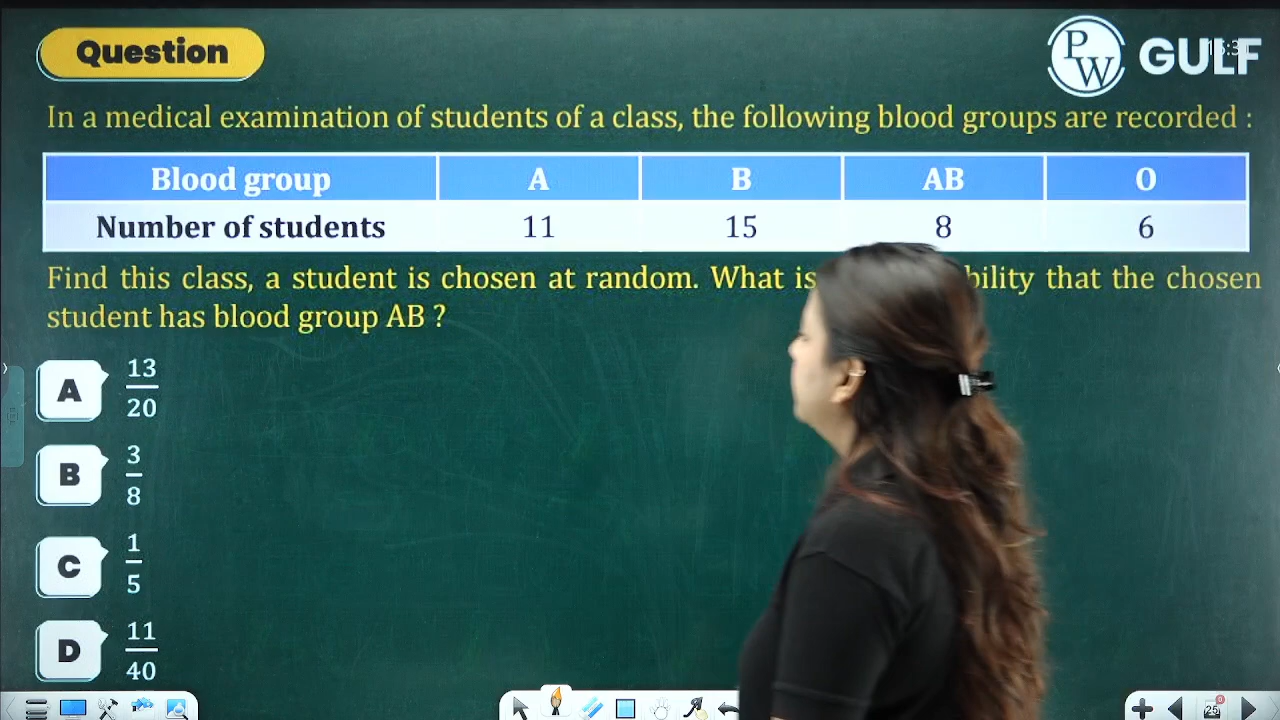 Question
PW GULF
In a medical examination of students of a class, the following blood groups are recorded :
Blood group A B AB O
Number of students 11 15 8 6
Find this class, a student is chosen at random. What is bility that the chosen
student has blood group AB ?
A 13/20
B 3/8
C 1/5
D 11/40
25